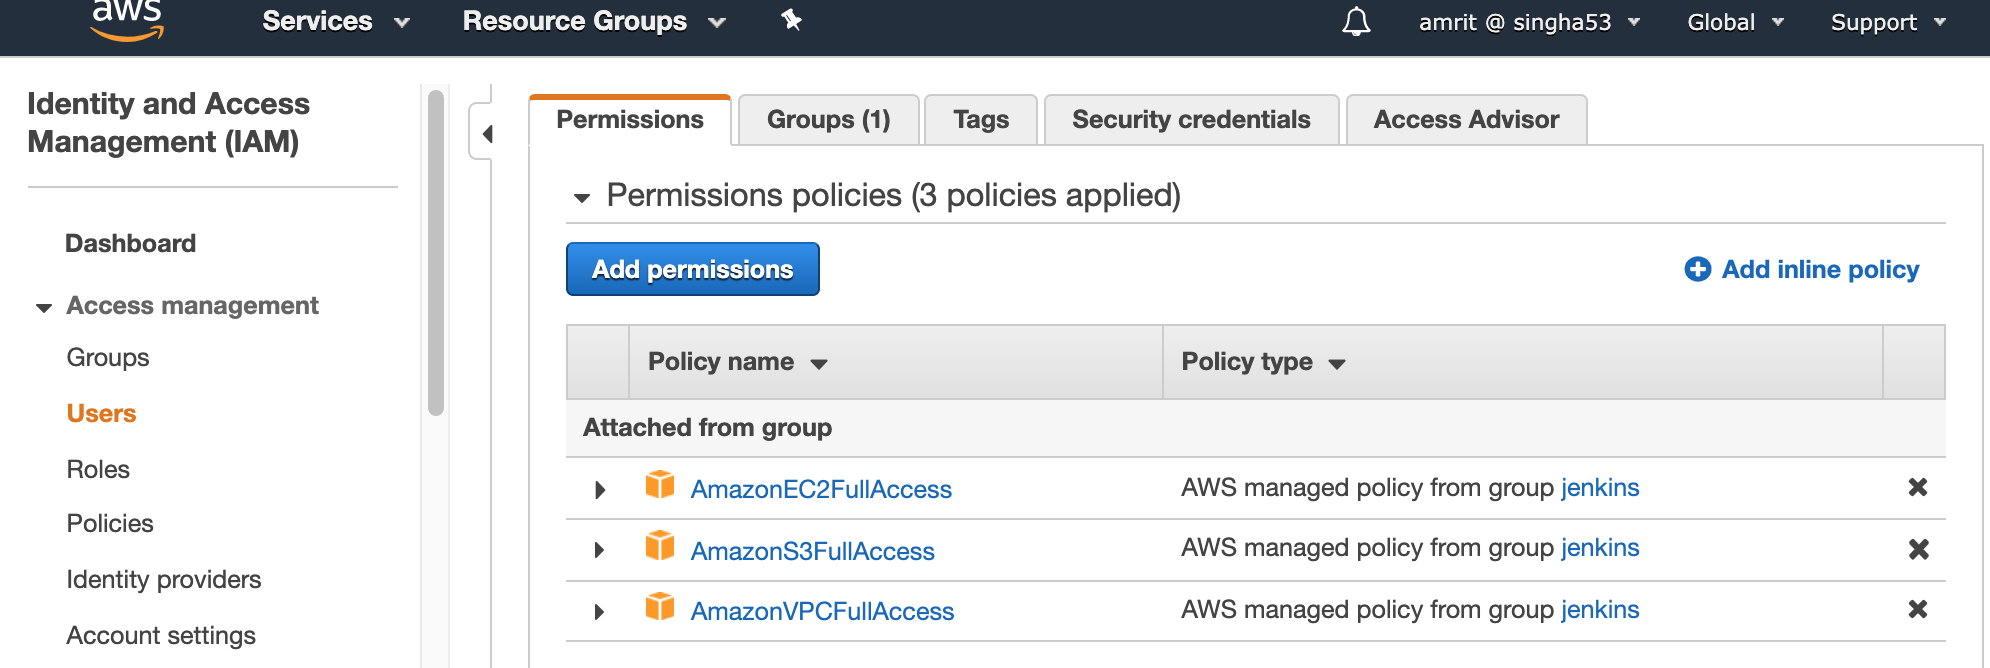 aws
Services
Resource Groups
amrit @ singha53
Global
Support
Identity and Access
Management (IAM)
Dashboard
Access management
Groups
Users
Roles
Policies
Identity providers
Account settings
Permissions
Groups (1)
Tags
Security credentials
Access Advisor
Permissions policies (3 policies applied)
Add permissions
Add inline policy
Policy name
Policy type
Attached from group
AmazonEC2FullAccess
AWS managed policy from group jenkins
AmazonS3FullAccess
AWS managed policy from group jenkins
AmazonVPCFullAccess
AWS managed policy from group jenkins